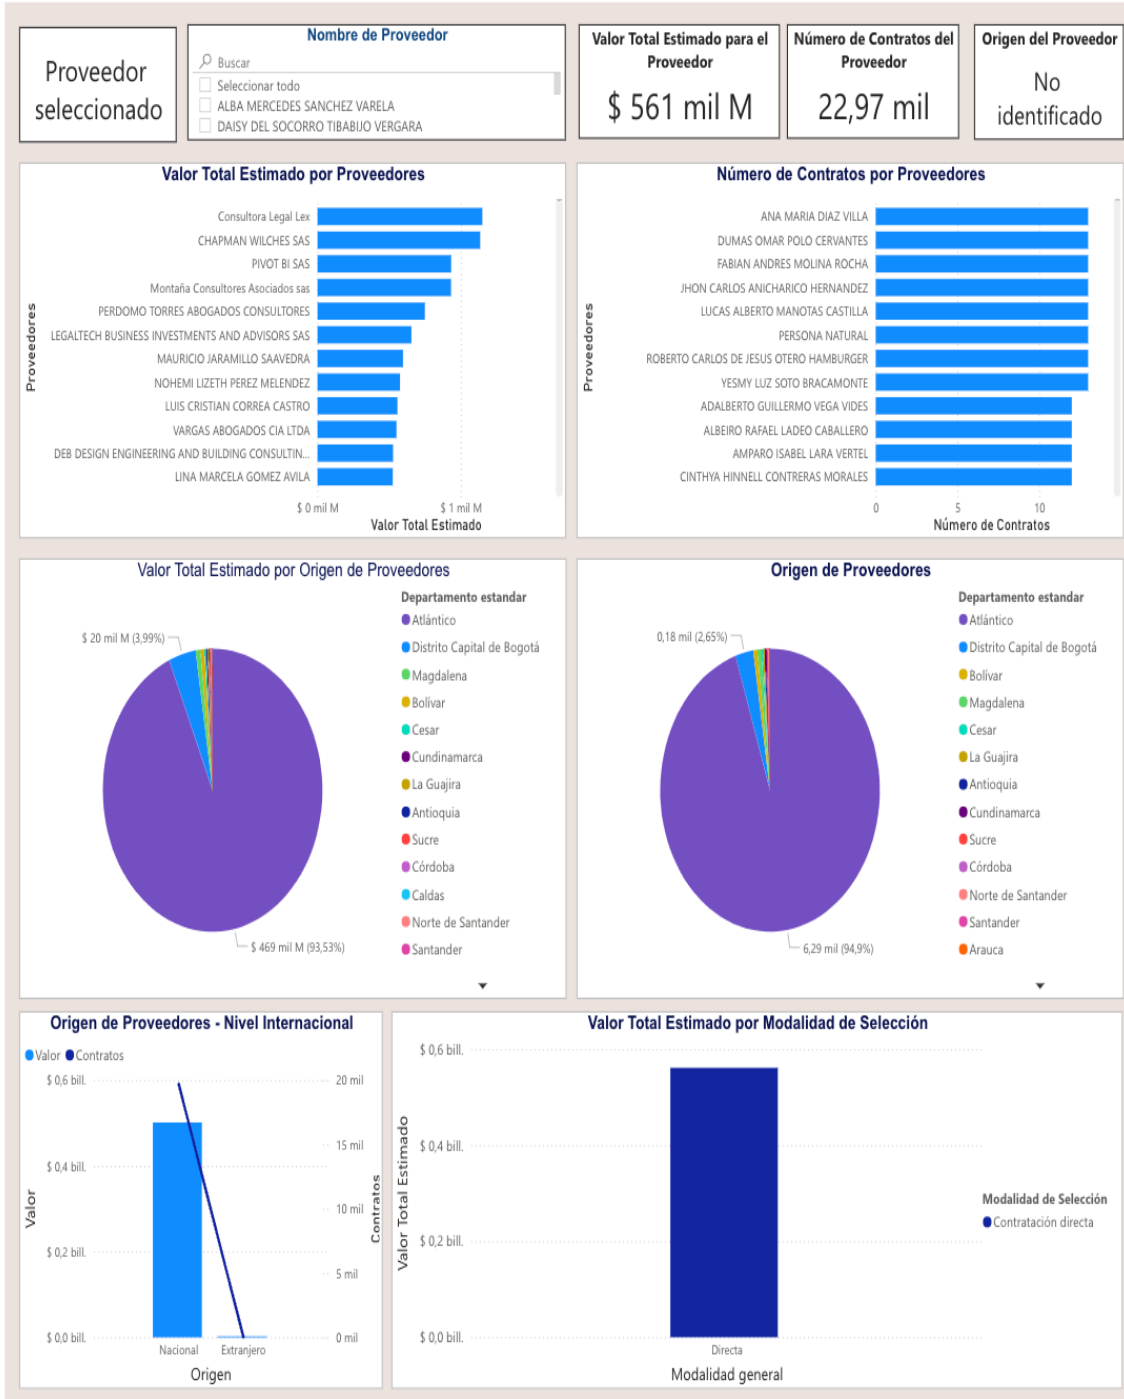 Proveedor
seleccionado
Nombre de Proveedor
Buscar
Seleccionar todo
ALBA MERCEDES SANCHEZ VARELA
DAISY DEL SOCORRO TIBABIJO VERGARA
Valor Total Estimado para el
Proveedor
$ 561 mil M
Número de Contratos del
Proveedor
22,97 mil
Origen del Proveedor
No
identificado
Valor Total Estimado por Proveedores
Proveedores
Consultora Legal Lex
CHAPMAN WILCHES SAS
PIVOT BI SAS
Montaña Consultores Asociados sas
PERDOMO TORRES ABOGADOS CONSULTORES
LEGALTECH BUSINESS INVESTMENTS AND ADVISORS SAS
MAURICIO JARAMILLO SAAVEDRA
NOHEMI LIZETH PEREZ MELENDEZ
LUIS CRISTIAN CORREA CASTRO
VARGAS ABOGADOS CIA LTDA
DEB DESIGN ENGINEERING AND BUILDING CONSULTIN...
LINA MARCELA GOMEZ AVILA
$ 0 mil M
$ 1 mil M
Valor Total Estimado
Número de Contratos por Proveedores
Proveedores
ANA MARIA DIAZ VILLA
DUMAS OMAR POLO CERVANTES
FABIAN ANDRES MOLINA ROCHA
JHON CARLOS ANICHARICO HERNANDEZ
LUCAS ALBERTO MANOTAS CASTILLA
PERSONA NATURAL
ROBERTO CARLOS DE JESUS OTERO HAMBURGER
YESMY LUZ SOTO BRACAMONTE
ADALBERTO GUILLERMO VEGA VIDES
ALBEIRO RAFAEL LADEO CABALLERO
AMPARO ISABEL LARA VERTEL
CINTHYA HINNELL CONTRERAS MORALES
0
5
10
Número de Contratos
Valor Total Estimado por Origen de Proveedores
$ 20 mil M (3,99%)
$ 469 mil M (93,53%)
Departamento estandar
Atlántico
Distrito Capital de Bogotá
Magdalena
Bolívar
Cesar
Cundinamarca
La Guajira
Antioquia
Sucre
Córdoba
Caldas
Norte de Santander
Santander
Origen de Proveedores
0,18 mil (2,65%)
6,29 mil (94,9%)
Departamento estandar
Atlántico
Distrito Capital de Bogotá
Bolívar
Magdalena
Cesar
La Guajira
Antioquia
Cundinamarca
Sucre
Córdoba
Norte de Santander
Santander
Arauca
Origen de Proveedores - Nivel Internacional
Valor
Contratos
$ 0,6 bill.
$ 0,4 bill.
$ 0,2 bill.
$ 0,0 bill.
Valor
20 mil
15 mil
10 mil
5 mil
0 mil
Contratos
Nacional
Extranjero
Origen
Valor Total Estimado por Modalidad de Selección
Valor Total Estimado
$ 0,6 bill.
$ 0,4 bill.
$ 0,2 bill.
$ 0,0 bill.
Directa
Modalidad general
Modalidad de Selección
Contratación directa